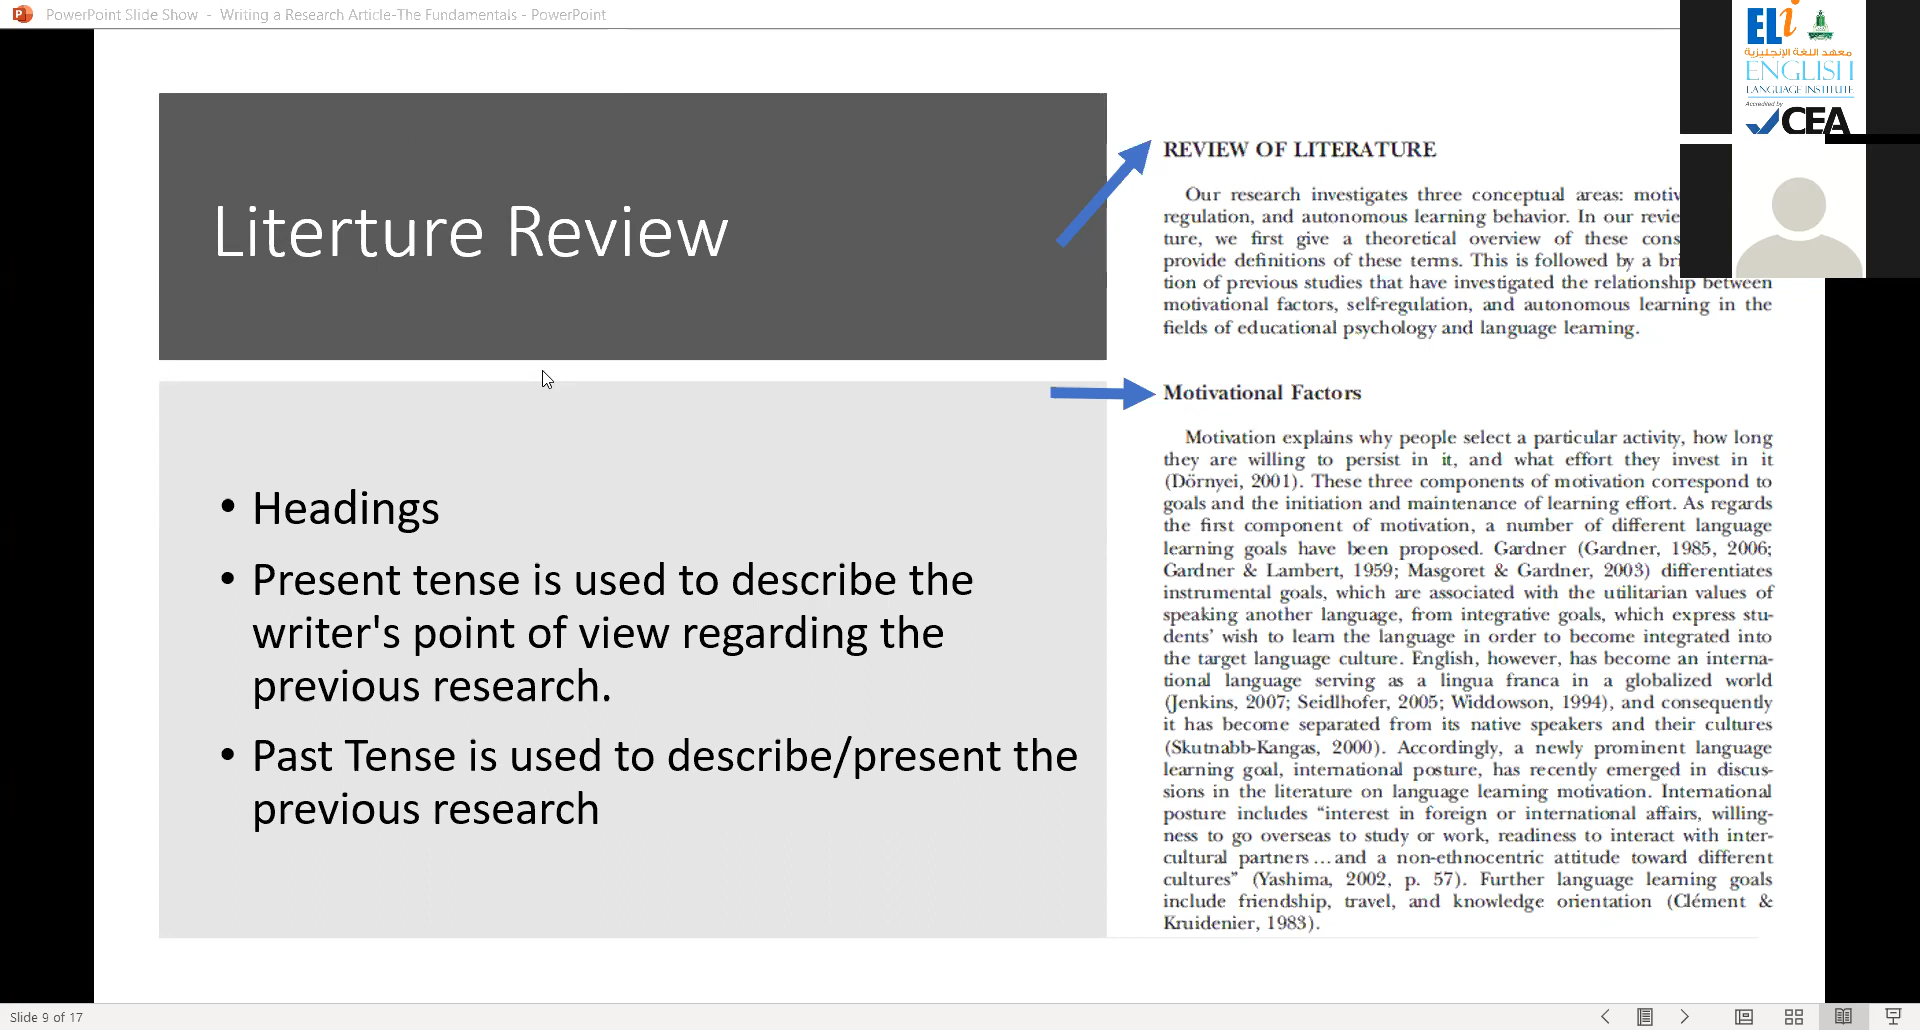 PowerPoint Slide Show - Writing a Research Article-The Fundamentals - PowerPoint
ELi
معهد اللغة الإنجليزية
ENGLISH
LANGUAGE INSTITUTE
Accredited by
CEA
Literture Review
• Headings
• Present tense is used to describe the
writer's point of view regarding the
previous research.
• Past Tense is used to describe/present the
previous research
REVIEW OF LITERATURE
Our research investigates three conceptual areas: motiv
regulation, and autonomous learning behavior. In our revie
ture, we first give a theoretical overview of these cons
provide definitions of these terms. This is followed by a bri
tion of previous studies that have investigated the relationship between
motivational factors, self-regulation, and autonomous learning in the
fields of educational psychology and language learning.
Motivational Factors
Motivation explains why people select a particular activity, how long
they are willing to persist in it, and what effort they invest in it
(Dörnyei, 2001). These three components of motivation correspond to
goals and the initiation and maintenance of learning effort. As regards
the first component of motivation, a number of different language
learning goals have been proposed. Gardner (Gardner, 1985, 2006;
Gardner & Lambert, 1959; Masgoret & Gardner, 2003) differentiates
instrumental goals, which are associated with the utilitarian values of
speaking another language, from integrative goals, which express stu-
dents' wish to learn the language in order to become integrated into
the target language culture. English, however, has become an interna-
tional language serving as a lingua franca in a globalized world
(Jenkins, 2007; Seidlhofer, 2005; Widdowson, 1994), and consequently
it has become separated from its native speakers and their cultures
(Skutnabb-Kangas, 2000). Accordingly, a newly prominent language
learning goal, international posture, has recently emerged in discus-
sions in the literature on language learning motivation. International
posture includes "interest in foreign or international affairs, willing-
ness to go overseas to study or work, readiness to interact with inter-
cultural partners ... and a non-ethnocentric attitude toward different
cultures" (Yashima, 2002, p. 57). Further language learning goals
include friendship, travel, and knowledge orientation (Clément &
Kruidenier, 1983).
Slide 9 of 17